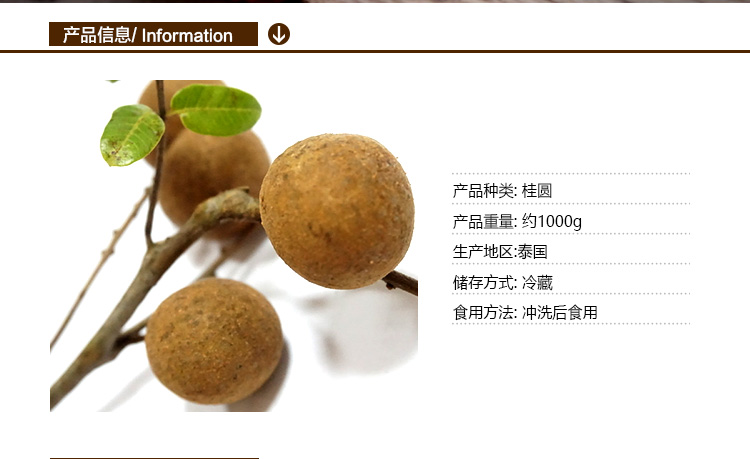 产品信息/ Information
产品种类: 桂圆
产品重量: 约1000g
生产地区:泰国
储存方式: 冷藏
食用方法: 冲洗后食用